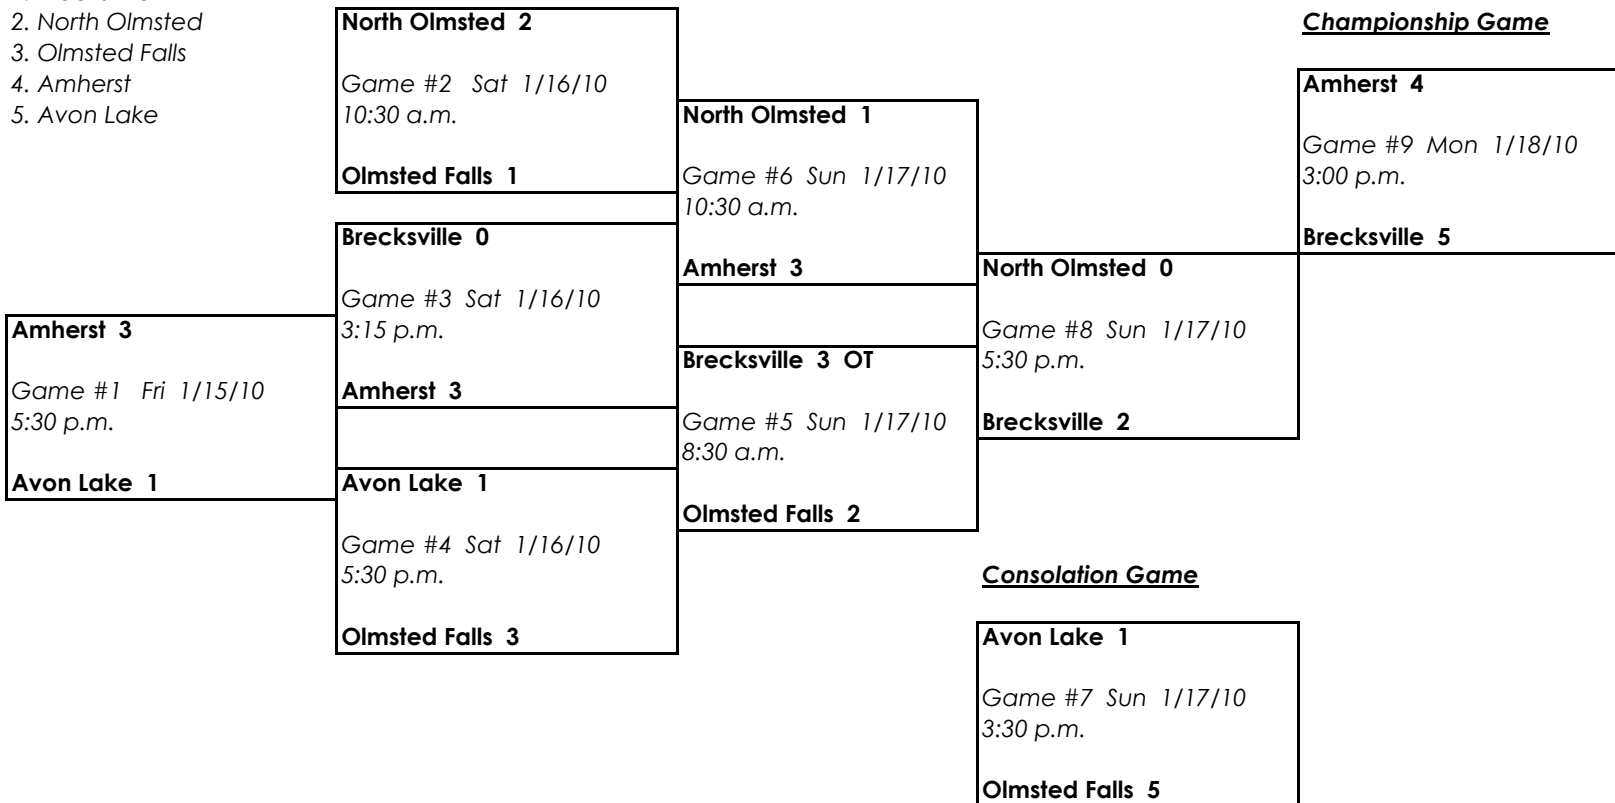 2. North Olmsted
3. Olmsted Falls
4. Amherst
5. Avon Lake
North Olmsted 2
Game #2 Sat 1/16/10
10:30 a.m.
Olmsted Falls 1
Brecksville 0
Game #3 Sat 1/16/10
3:15 p.m.
Amherst 3
Amherst 3
Game #1 Fri 1/15/10
5:30 p.m.
Avon Lake 1
Avon Lake 1
Game #4 Sat 1/16/10
5:30 p.m.
Olmsted Falls 3
North Olmsted 1
Game #6 Sun 1/17/10
10:30 a.m.
Amherst 3
Brecksville 3 OT
Game #5 Sun 1/17/10
8:30 a.m.
Olmsted Falls 2
North Olmsted 0
Game #8 Sun 1/17/10
5:30 p.m.
Brecksville 2
Consolation Game
Avon Lake 1
Game #7 Sun 1/17/10
3:30 p.m.
Olmsted Falls 5
Championship Game
Amherst 4
Game #9 Mon 1/18/10
3:00 p.m.
Brecksville 5